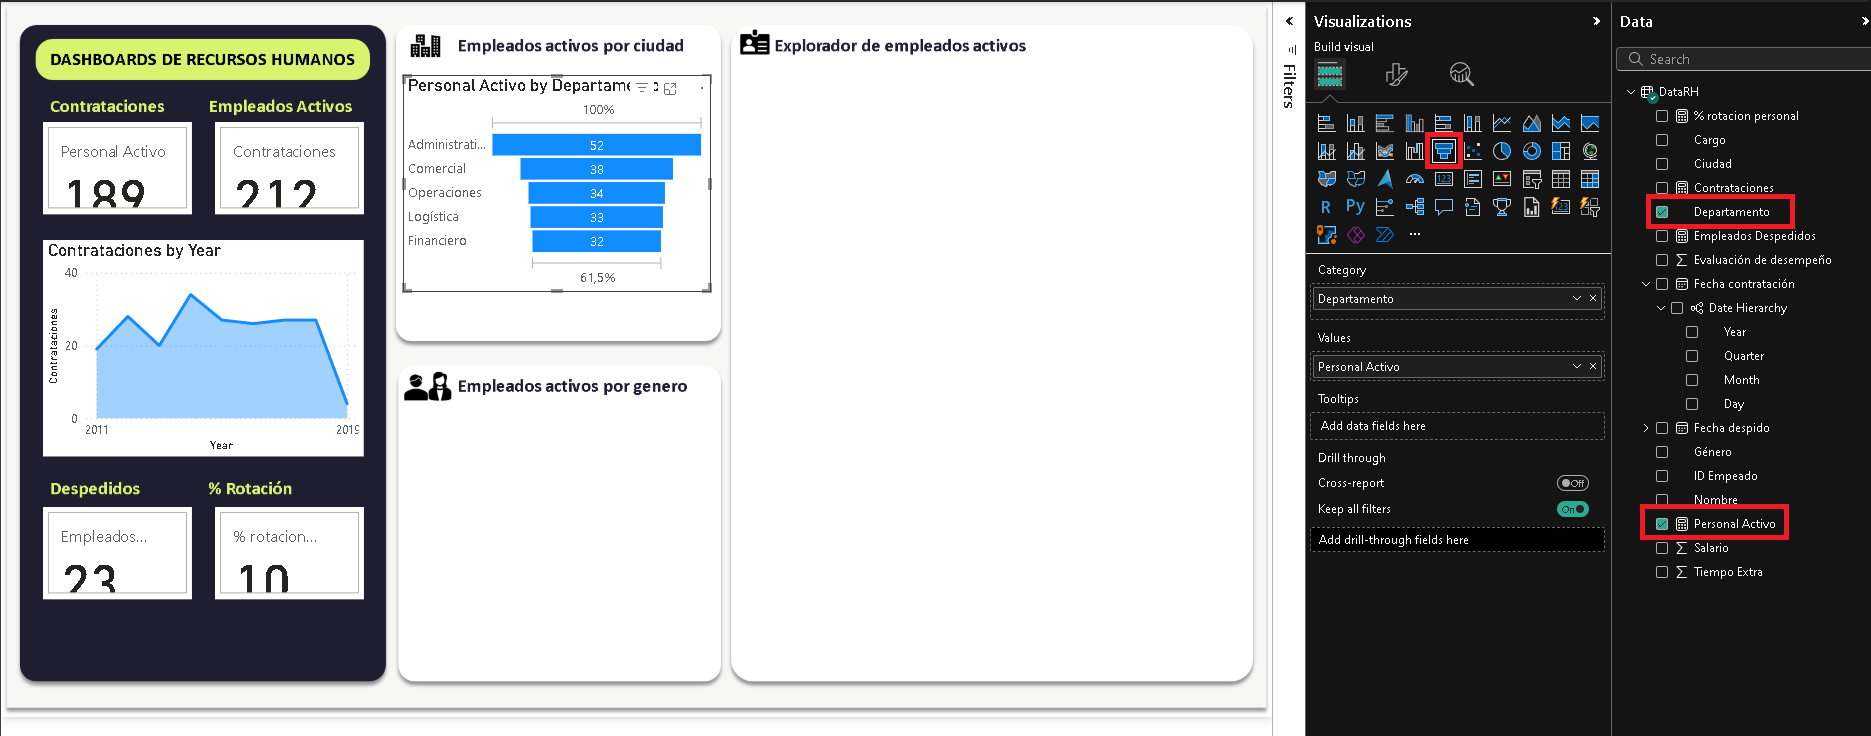 DASHBOARDS DE RECURSOS HUMANOS
Contrataciones
Empleados Activos
Personal Activo
189
Contrataciones
212
Contrataciones by Year
40
20
0
Contrataciones
2011
2019
Year
Despedidos
% Rotación
Empleados...
23
% rotacion...
10
Empleados activos por ciudad
Personal Activo by Departame
100%
Administrati... 52
Comercial 38
Operaciones 34
Logística 33
Financiero 32
61,5%
Empleados activos por genero
Explorador de empleados activos
Filters
Visualizations
Build visual
R
Py
123
123
...
Category
Departamento
Values
Personal Activo
Tooltips
Add data fields here
Drill through
Cross-report
Off
Keep all filters
On
Add drill-through fields here
Data
Search
DataRH
% rotacion personal
Cargo
Ciudad
Contrataciones
Departamento
Empleados Despedidos
Evaluación de desempeño
Fecha contratación
Date Hierarchy
Year
Quarter
Month
Day
Fecha despido
Género
ID Empeado
Nombre
Personal Activo
Salario
Tiempo Extra